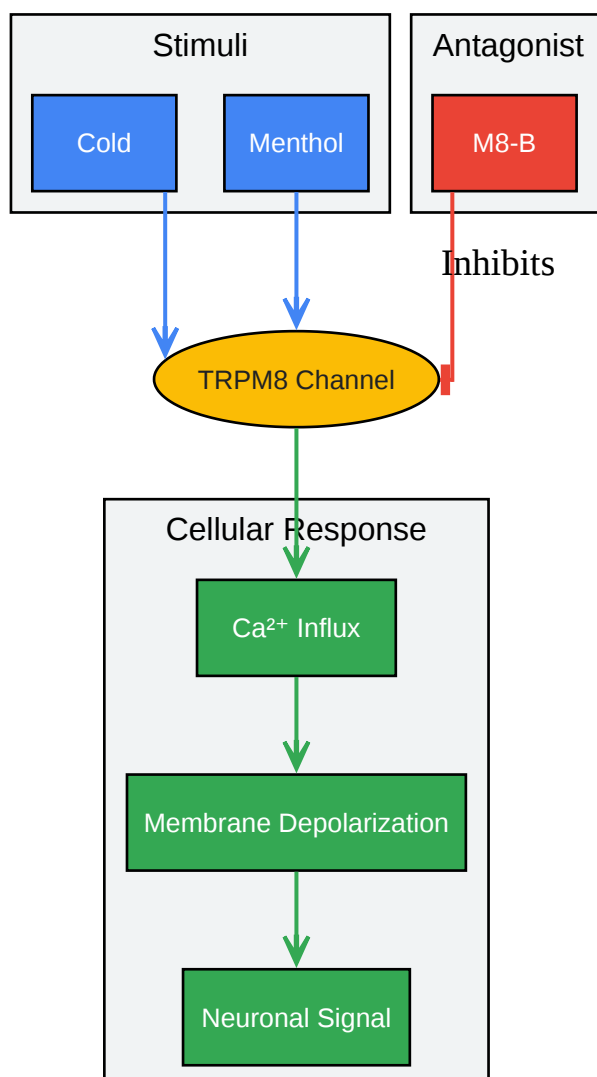 Stimuli
Antagonist
Cold
Menthol
M8-B
Inhibits
TRPM8 Channel
Cellular Response
Ca²⁺ Influx
Membrane Depolarization
Neuronal Signal